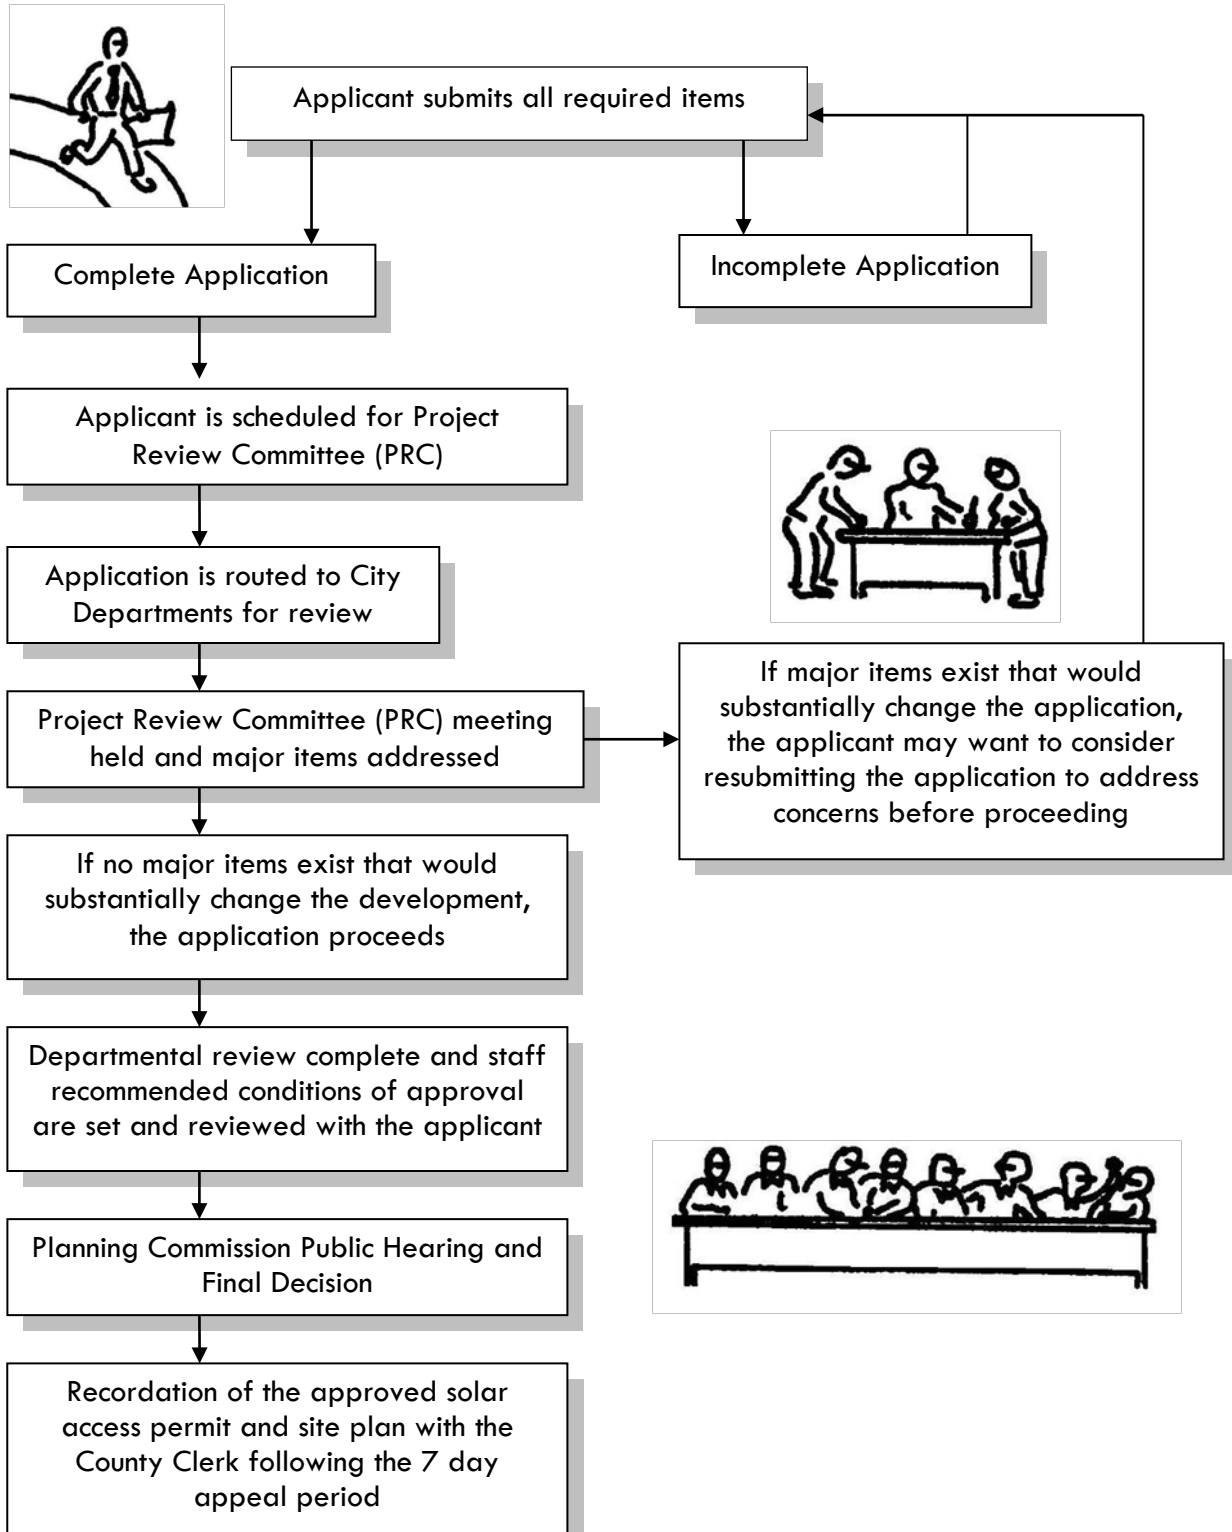 Applicant submits all required items
Complete Application
Incomplete Application
Applicant is scheduled for Project
Review Committee (PRC)
Application is routed to City
Departments for review
Project Review Committee (PRC) meeting
held and major items addressed
If major items exist that would
substantially change the application,
the applicant may want to consider
resubmitting the application to address
concerns before proceeding
If no major items exist that would
substantially change the development,
the application proceeds
Departmental review complete and staff
recommended conditions of approval
are set and reviewed with the applicant
Planning Commission Public Hearing and
Final Decision
Recordation of the approved solar
access permit and site plan with the
County Clerk following the 7 day
appeal period